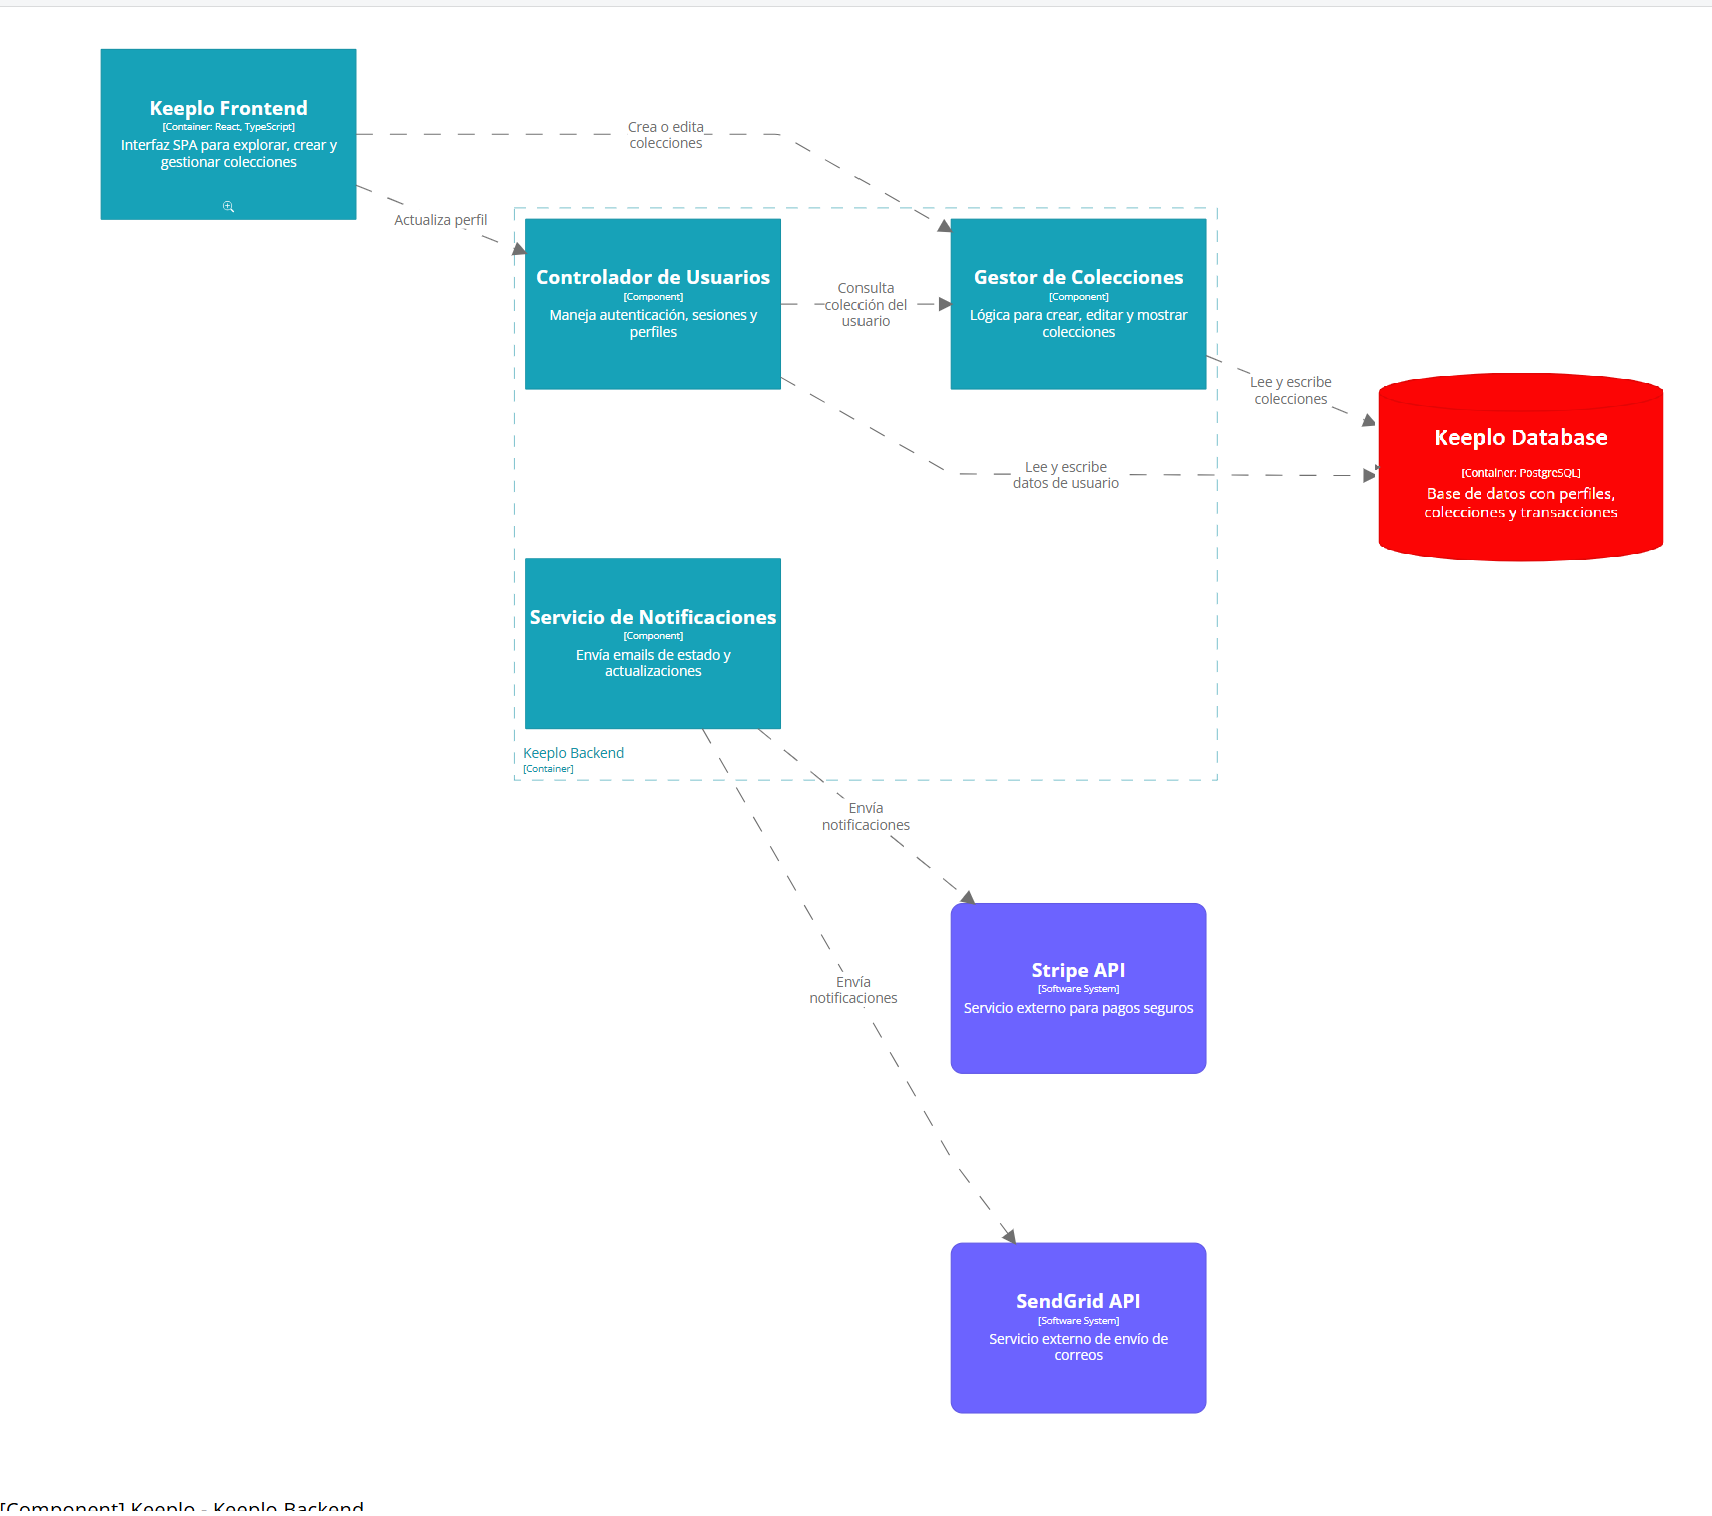 Keeplo Frontend
[Container: React, TypeScript]
Interfaz SPA para explorar, crear y
gestionar colecciones
Crea o edita
colecciones
Actualiza perfil
Controlador de Usuarios
[Component]
Maneja autenticación, sesiones y
perfiles
Consulta
colección del
usuario
Gestor de Colecciones
[Component]
Lógica para crear, editar y mostrar
colecciones
Lee y escribe
colecciones
Lee y escribe
datos de usuario
Keeplo Database
[Container: PostgreSQL]
Base de datos con perfiles,
colecciones y transacciones
Servicio de Notificaciones
[Component]
Envía emails de estado y
actualizaciones
Keeplo Backend
[Container]
Envía
notificaciones
Envía
notificaciones
Stripe API
[Software System]
Servicio externo para pagos seguros
SendGrid API
[Software System]
Servicio externo de envío de
correos
[Component] Keeplo - Keeplo Backend